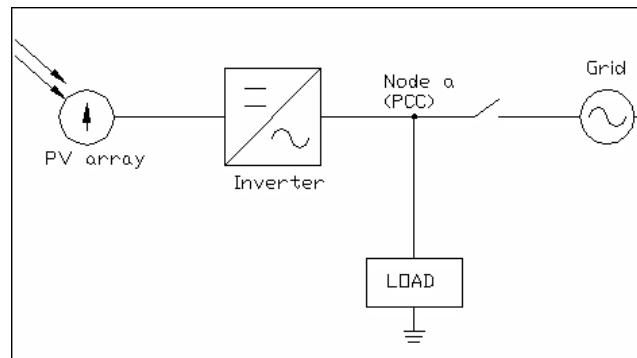 Node a
(PCC)
Grid
PV array
Inverter
LOAD